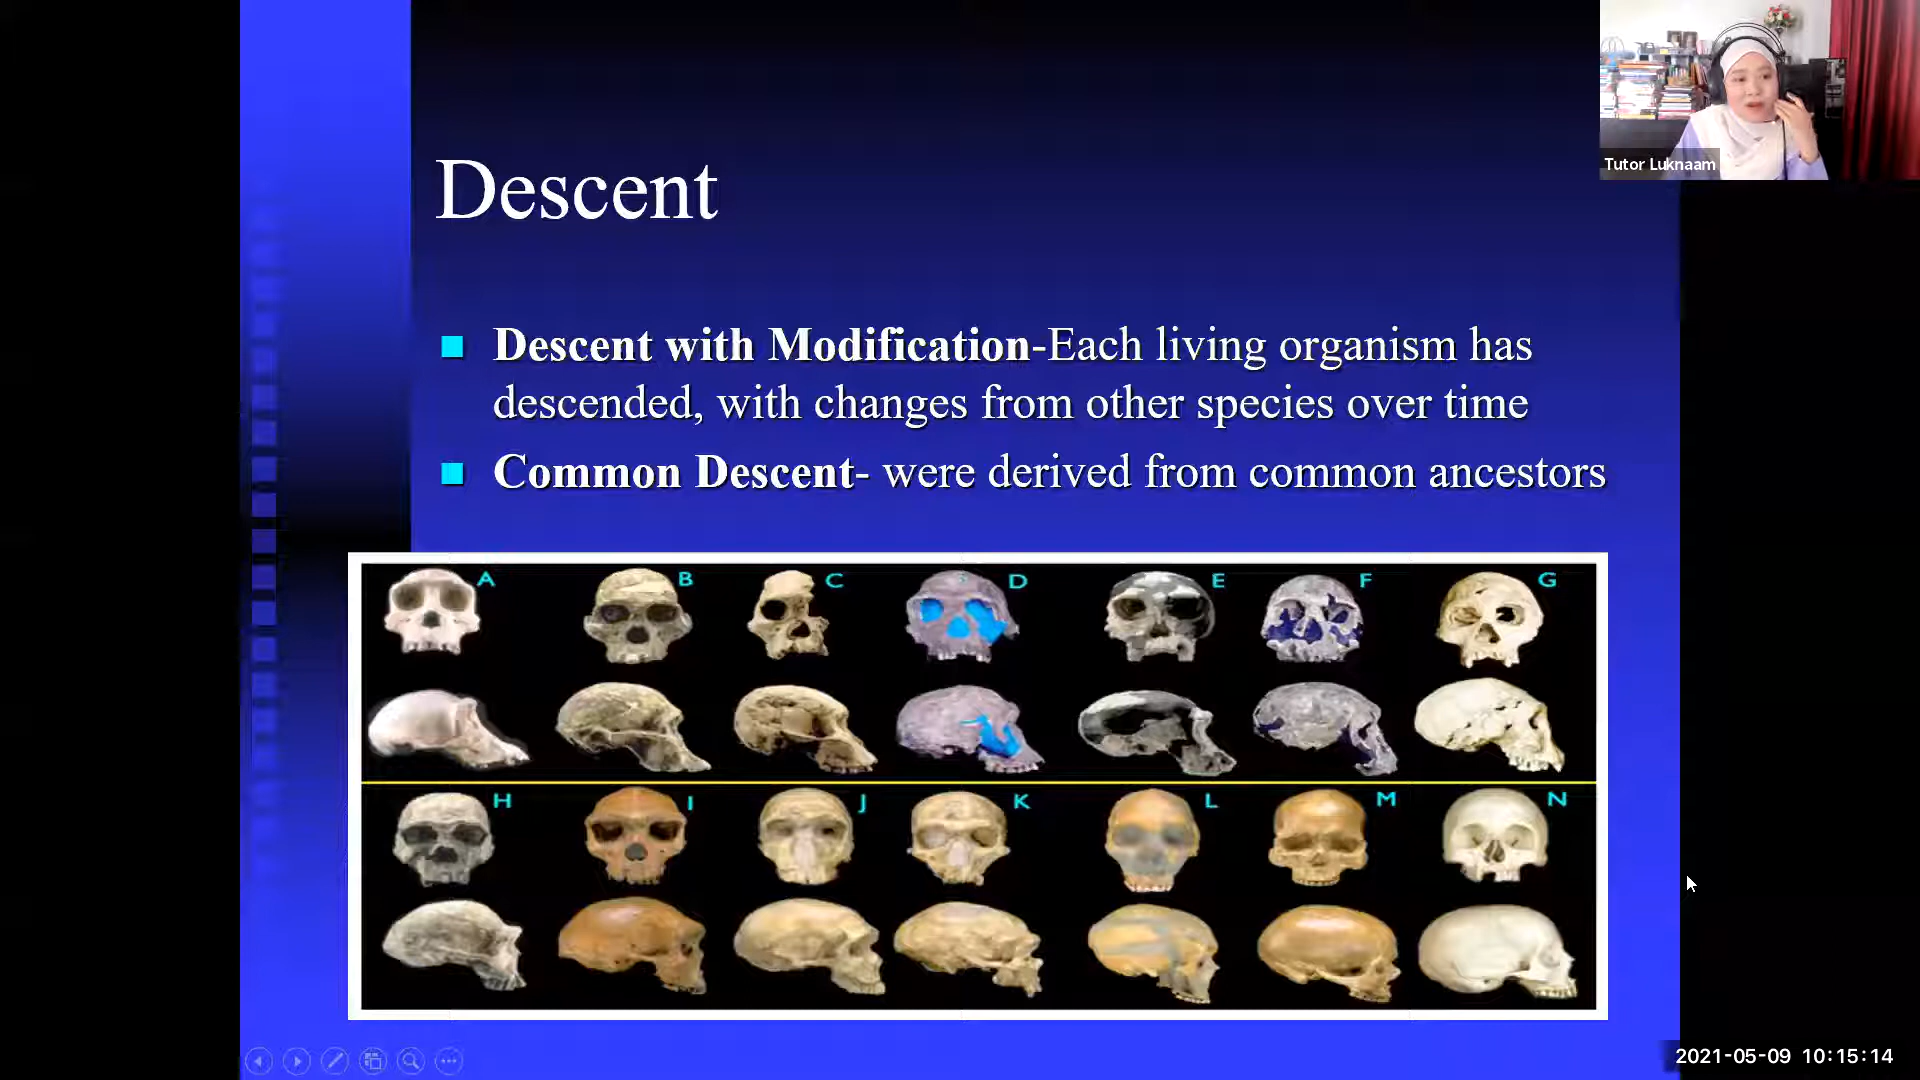 Tutor Luknaam
Descent
Descent with Modification-Each living organism has
descended, with changes from other species over time
Common Descent- were derived from common ancestors
A B C D E F G
H I J K L M N
2021-05-09 10:15:14